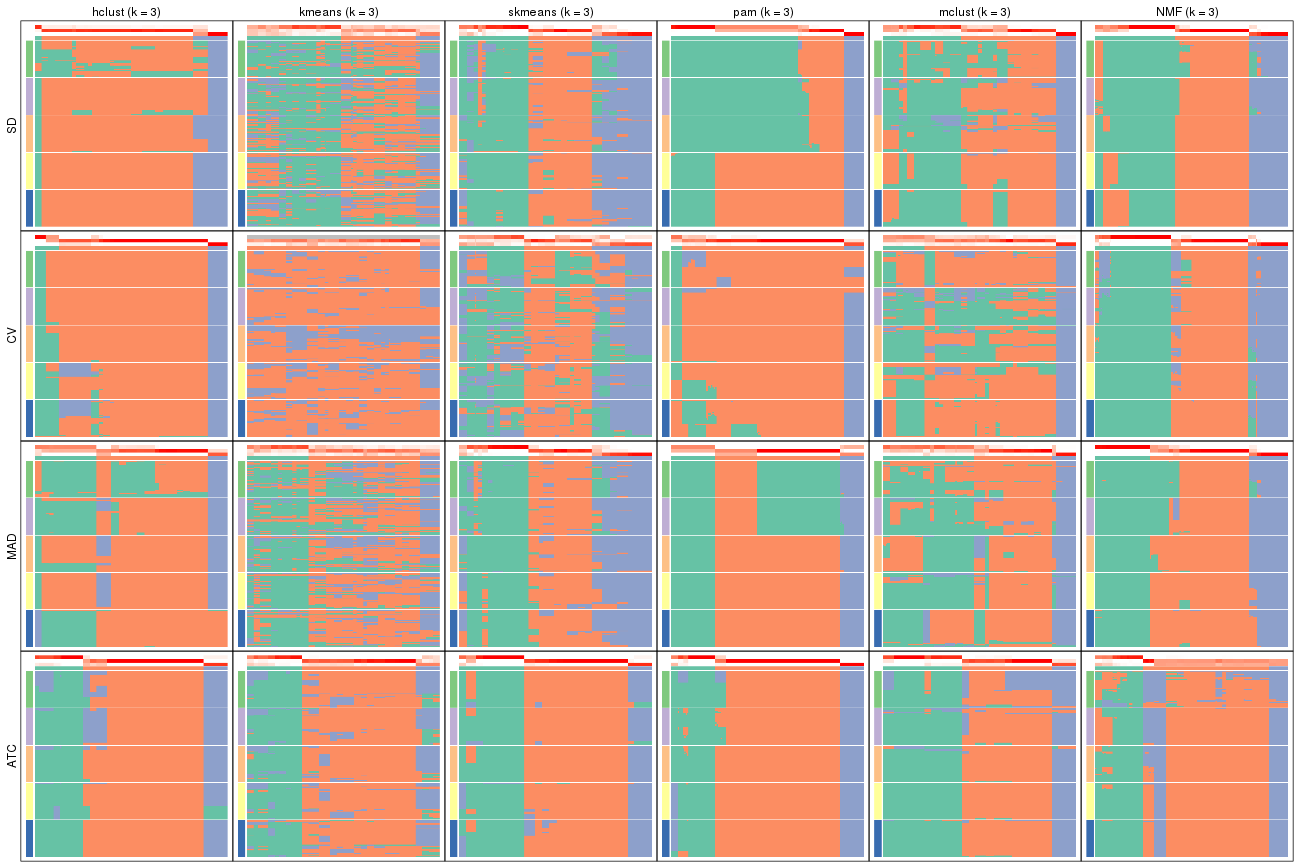 hclust (k = 3) kmeans (k = 3) skmeans (k = 3) pam (k = 3) mclust (k = 3) NMF (k = 3)
SD
CV
MAD
ATC